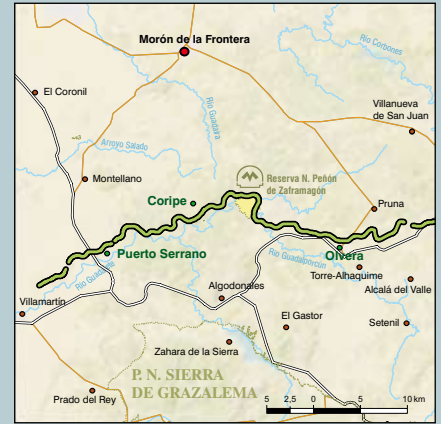 Morón de la Frontera
Río Corbones
El Coronil
Río Guadaira
Villanueva
de San Juan
Arroyo Salado
Montellano
Reserva N. Peñón
de Zaframagón
Coripe
Pruna
Puerto Serrano
Río Guadalete
Río Guadalporcún
Olvera
Torre-Alhaquime
Villamartín
Algodonales
Alcalá del Valle
El Gastor
Setenil
Zahara de la Sierra
P. N. SIERRA
DE GRAZALEMA
Prado del Rey
5 2,5 0 5 10 km